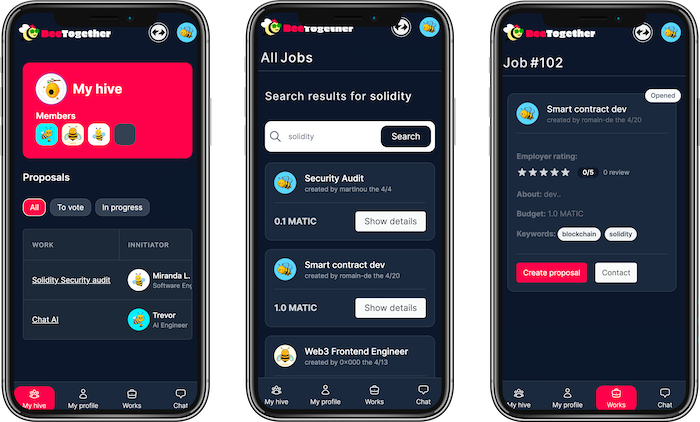 BeeTogether
My hive
Members
Proposals
All To vote In progress
WORK INNITIATOR
Solidity Security audit Miranda L.
Software Eng
Chat AI Trevor
AI Engineer
My hive My profile Works Chat
BeeTogether
All Jobs
Search results for solidity
solidity Search
Security Audit
created by martinou the 4/4
0.1 MATIC Show details
Smart contract dev
created by romain-de the 4/20
1.0 MATIC Show details
Web3 Frontend Engineer
created by 0x000 the 4/13
My hive My profile Works Chat
BeeTogether
Job #102
Opened
Smart contract dev
created by romain-de the 4/20
Employer rating:
0/5 0 review
About: dev..
Budget: 1.0 MATIC
Keywords: blockchain solidity
Create proposal Contact
My hive My profile Works Chat